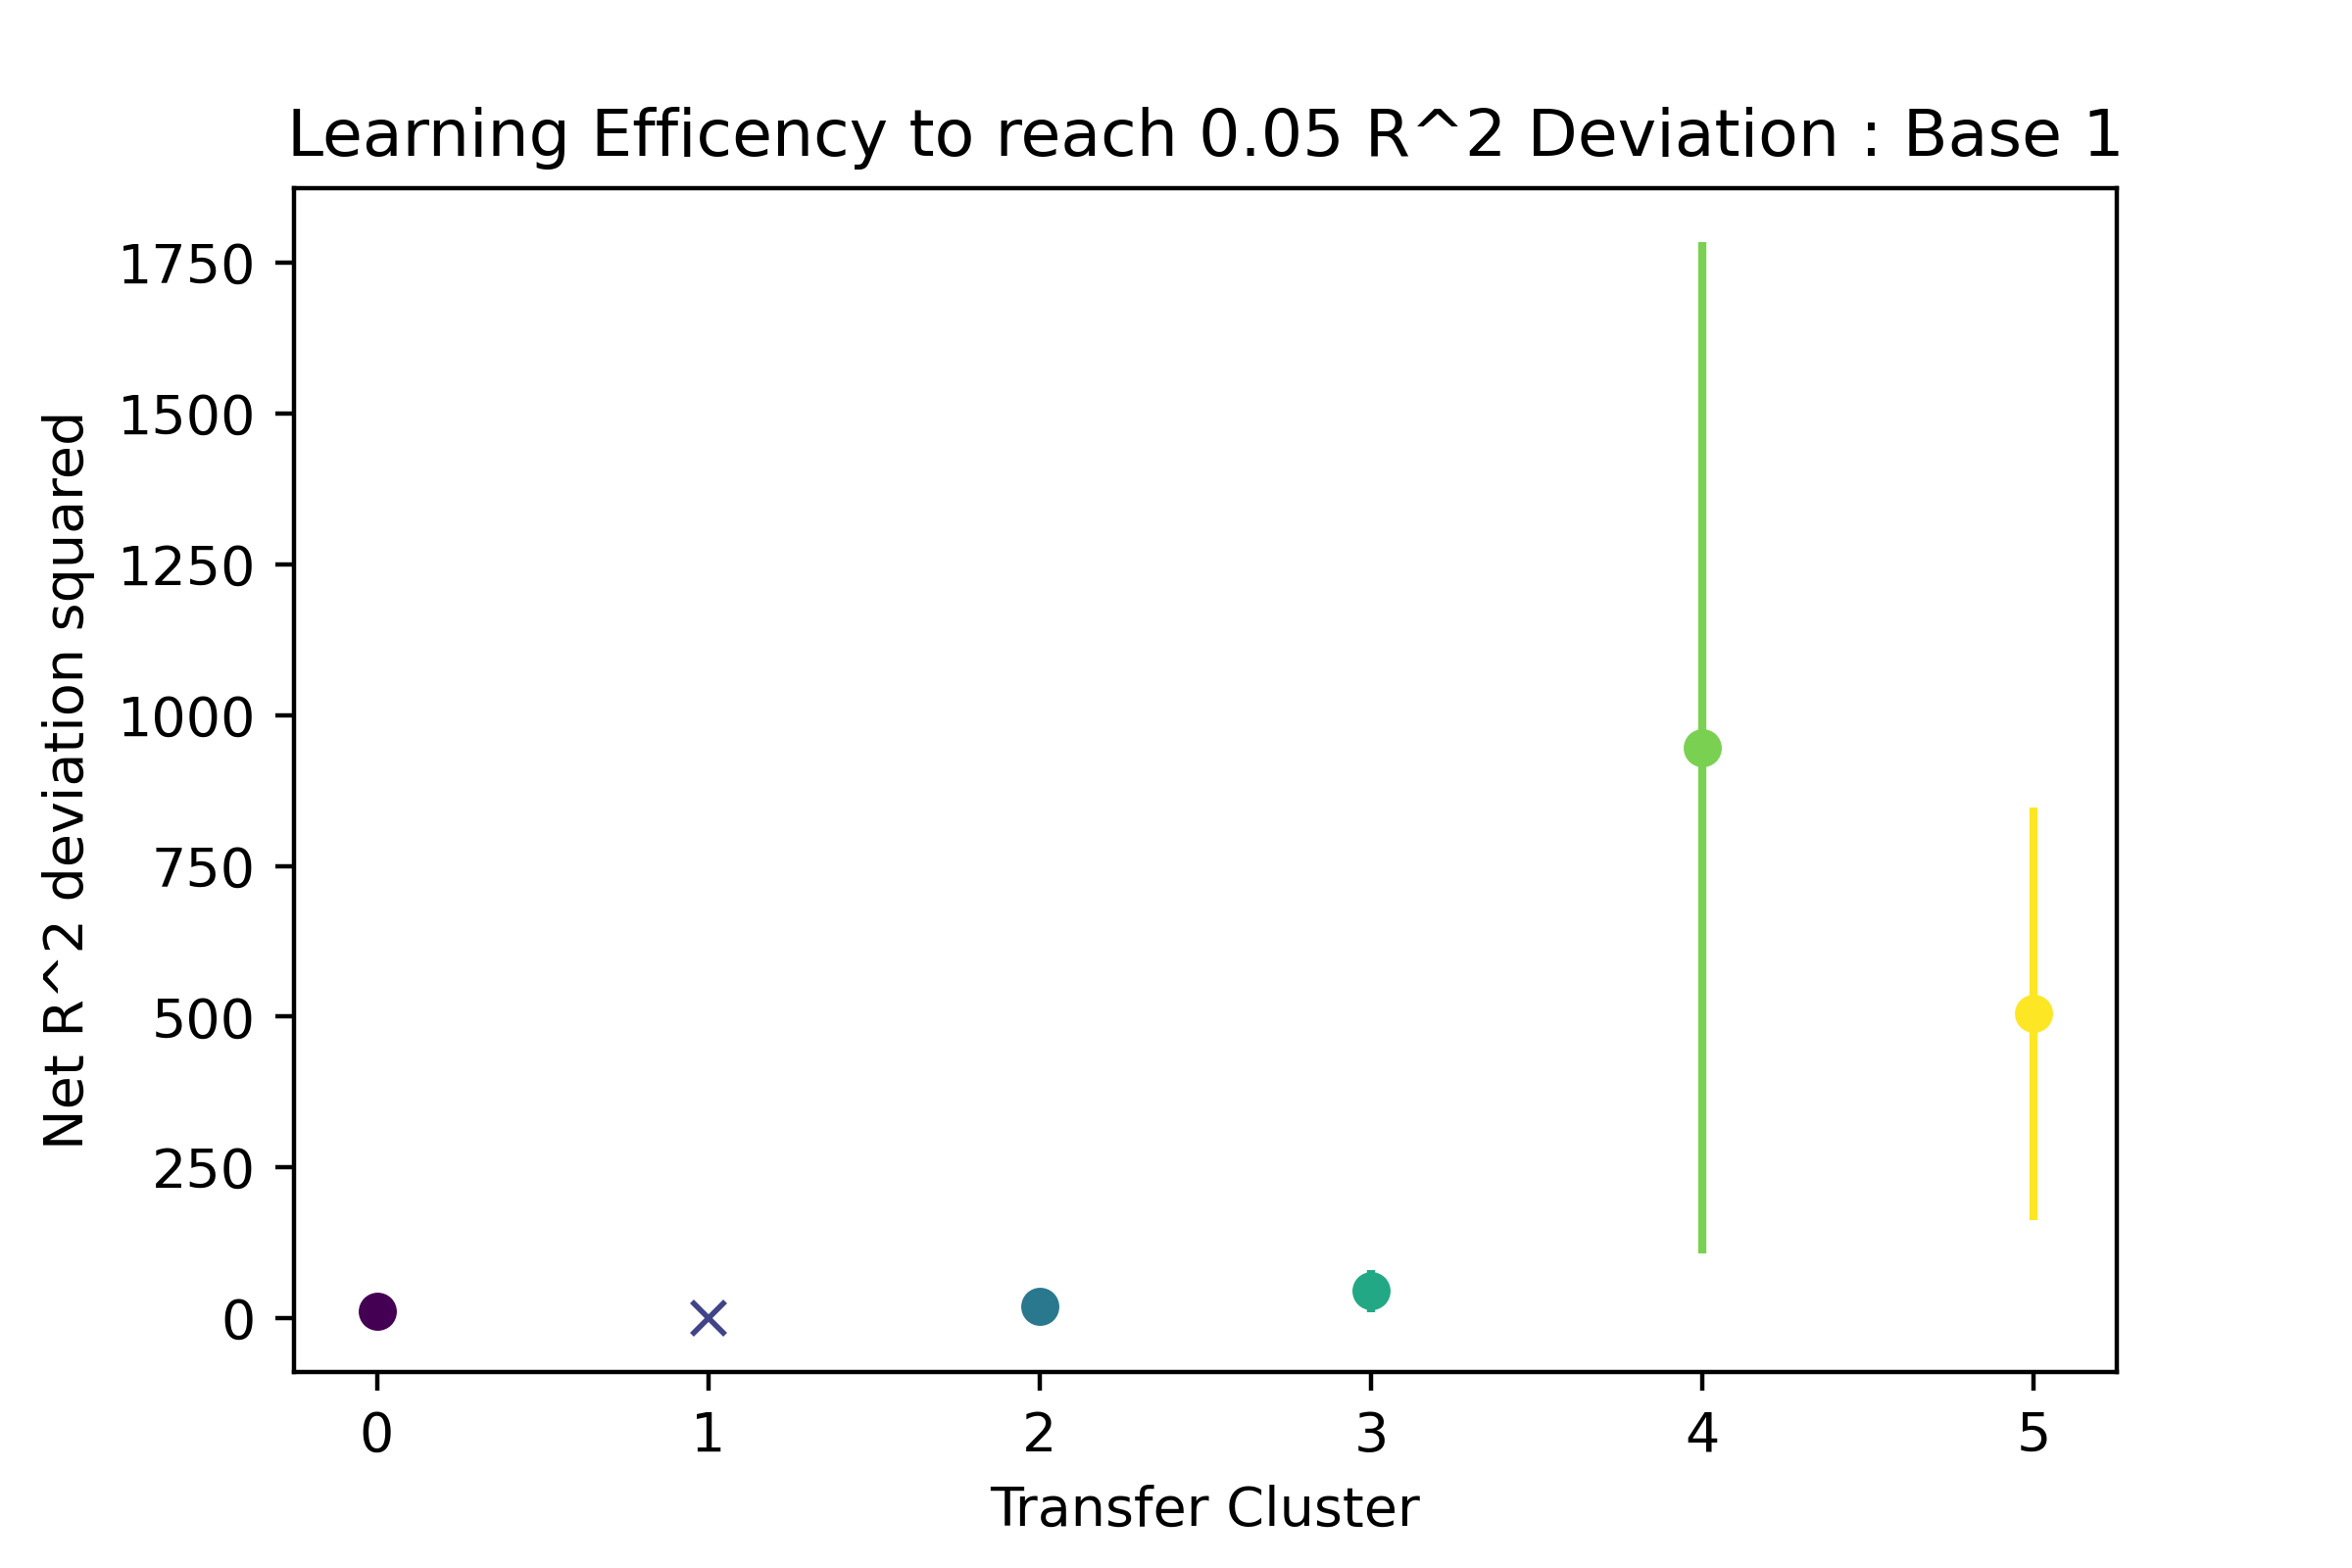 Learning Efficency to reach 0.05 R^2 Deviation : Base 1
Net R^2 deviation squared
1750
1500
1250
1000
750
500
250
0
0 1 2 3 4 5
Transfer Cluster